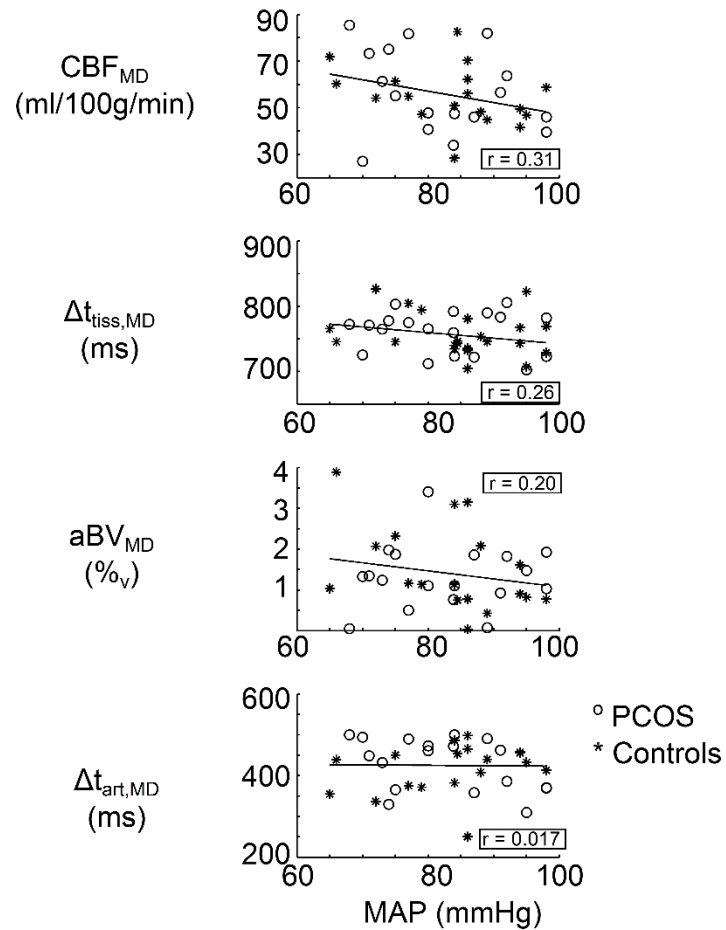 90
70
50
30
CBF_MD
(ml/100g/min)
r = 0.31
60 80 100
900
800
700
Δt_tiss,MD
(ms)
r = 0.26
60 80 100
4
3
2
1
aBV_MD
(%_v)
r = 0.20
60 80 100
600
400
200
Δt_art,MD
(ms)
r = 0.017
60 80 100
MAP (mmHg)
○ PCOS
* Controls